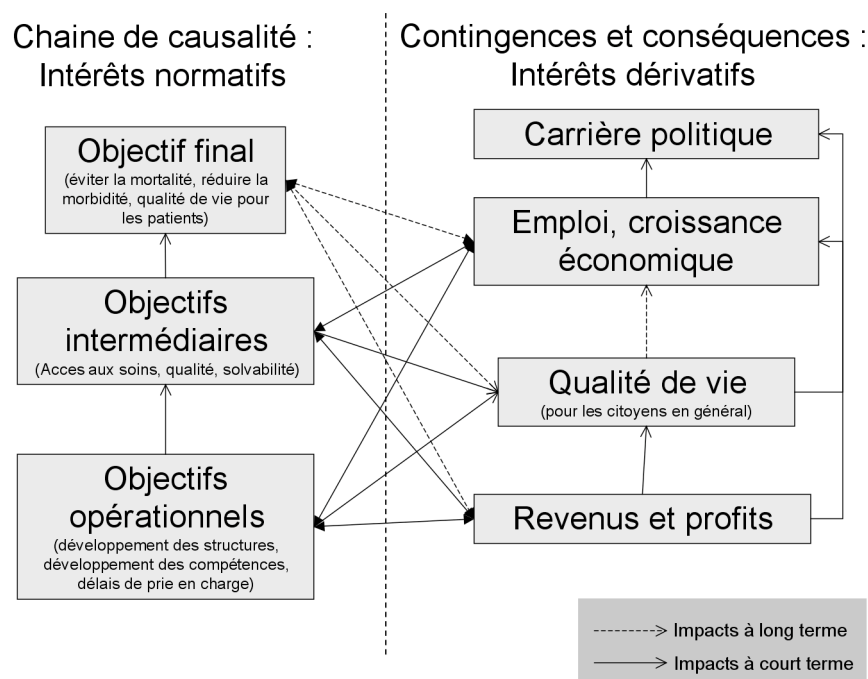 Chaine de causalité :
Intérêts normatifs
Contingences et conséquences :
Intérêts dérivatifs
Objectif final
(éviter la mortalité, réduire la
morbidité, qualité de vie pour
les patients)
Objectifs
intermédiaires
(Acces aux soins, qualité, solvabilité)
Objectifs
opérationnels
(développement des structures,
développement des compétences,
délais de prie en charge)
Carrière politique
Emploi, croissance
économique
Qualité de vie
(pour les citoyens en général)
Revenus et profits
Impacts à long terme
Impacts à court terme